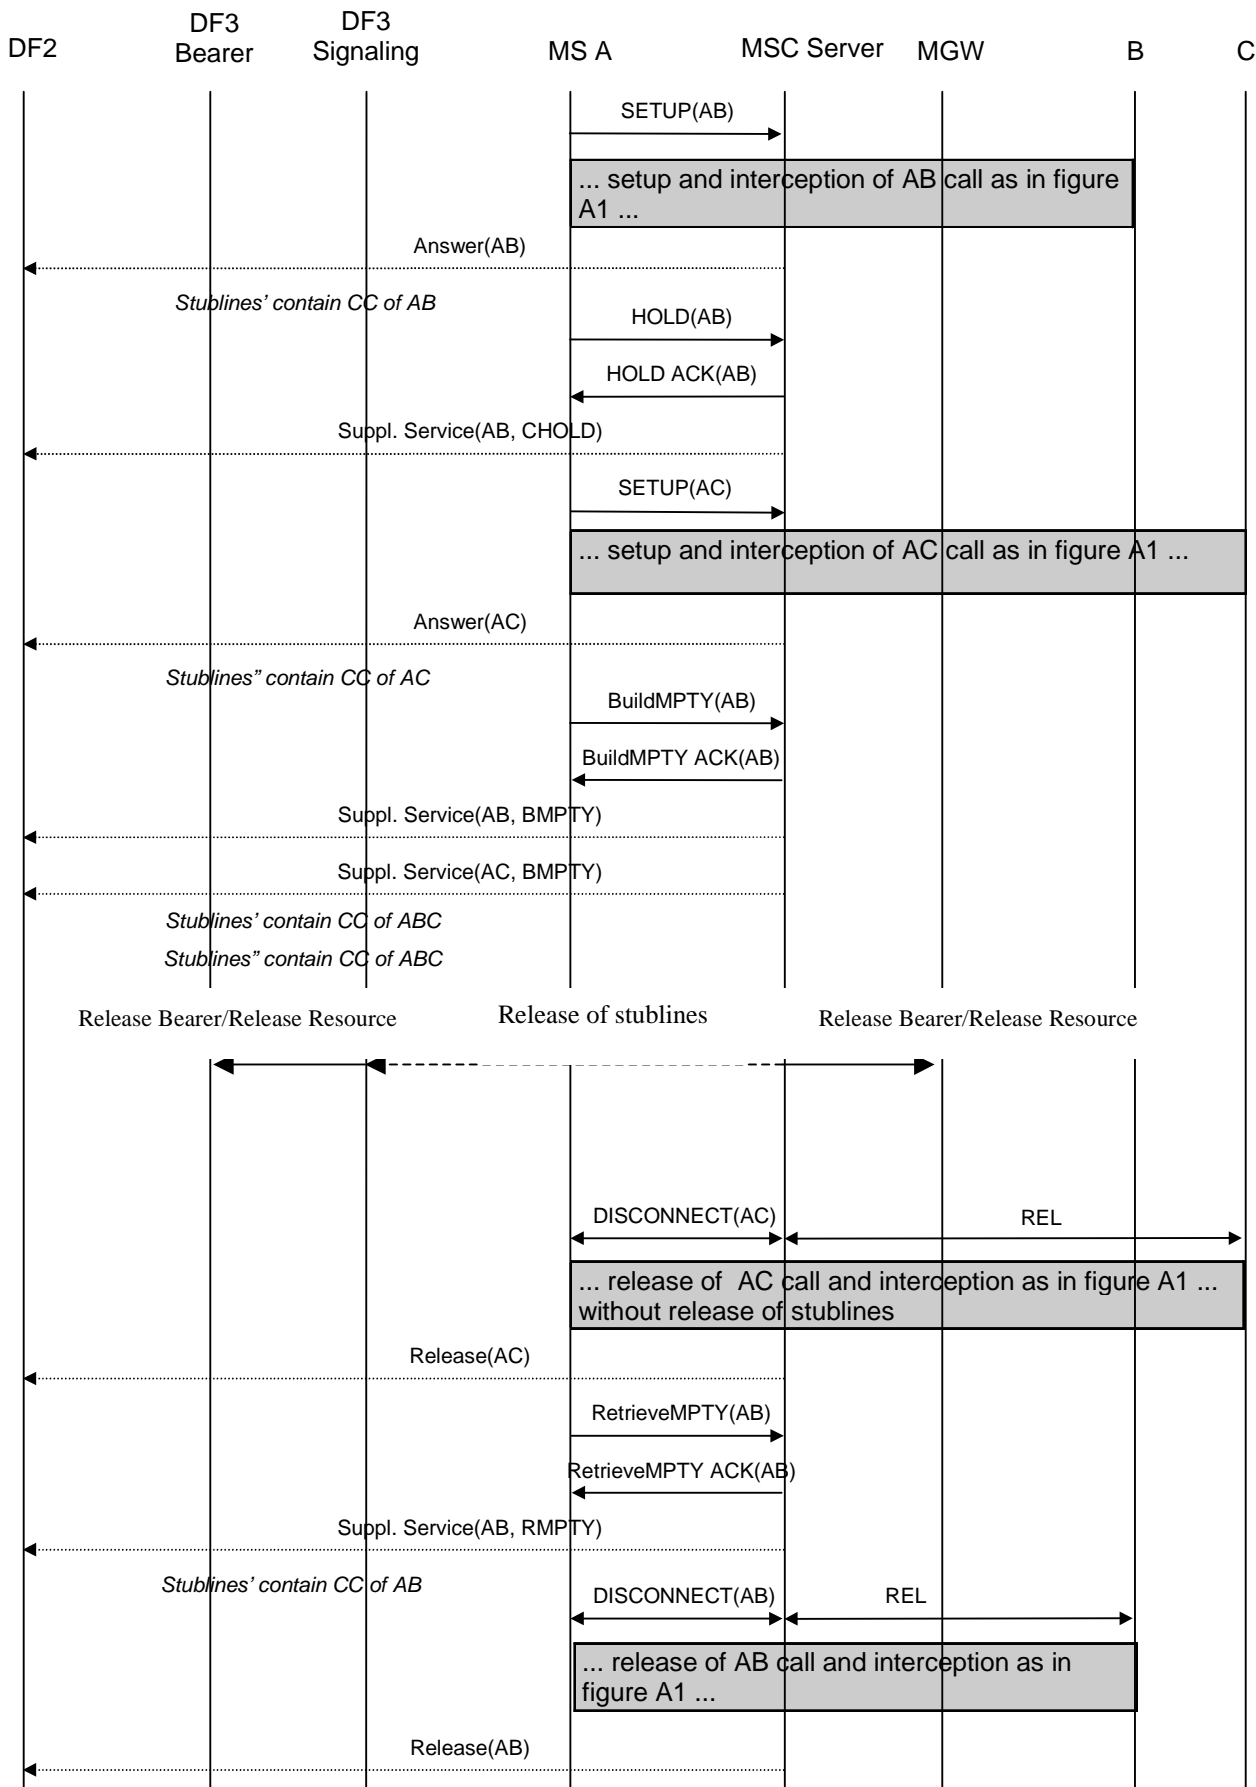 DF2
DF3
Bearer
DF3
Signaling
MS A
MSC Server
MGW
B
C
SETUP(AB)
... setup and interception of AB call as in figure
A1 ...
Answer(AB)
Stublines’ contain CC of AB
HOLD(AB)
HOLD ACK(AB)
Suppl. Service(AB, CHOLD)
SETUP(AC)
... setup and interception of AC call as in figure A1 ...
Answer(AC)
Stublines” contain CC of AC
BuildMPTY(AB)
BuildMPTY ACK(AB)
Suppl. Service(AB, BMPTY)
Suppl. Service(AC, BMPTY)
Stublines’ contain CC of ABC
Stublines” contain CC of ABC
Release Bearer/Release Resource
Release of stublines
Release Bearer/Release Resource
DISCONNECT(AC)
REL
... release of  AC call and interception as in figure A1 ...
without release of stublines
Release(AC)
RetrieveMPTY(AB)
RetrieveMPTY ACK(AB)
Suppl. Service(AB, RMPTY)
Stublines’ contain CC of AB
DISCONNECT(AB)
REL
... release of AB call and interception as in
figure A1 ...
Release(AB)